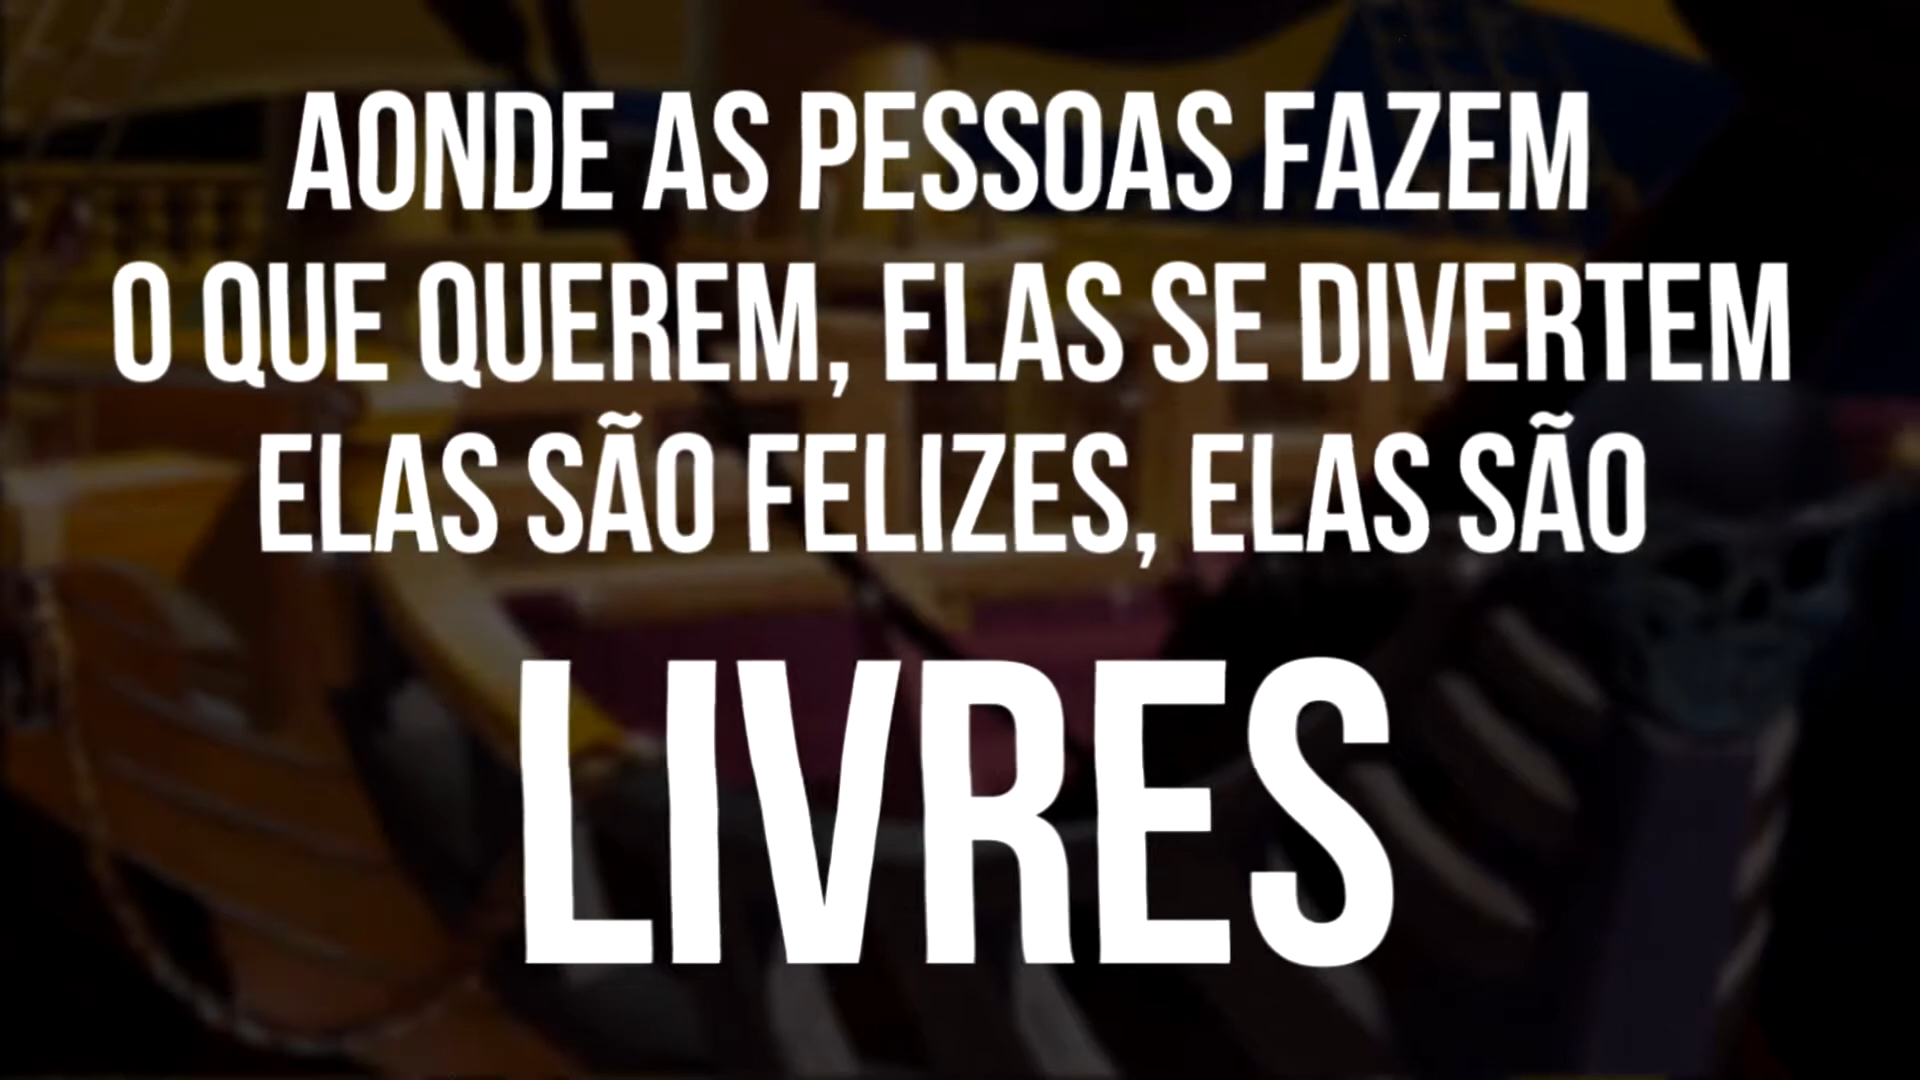 AONDE AS PESSOAS FAZEM
O QUE QUEREM, ELAS SE DIVERTEM
ELAS SÃO FELIZES, ELAS SÃO
LIVRES